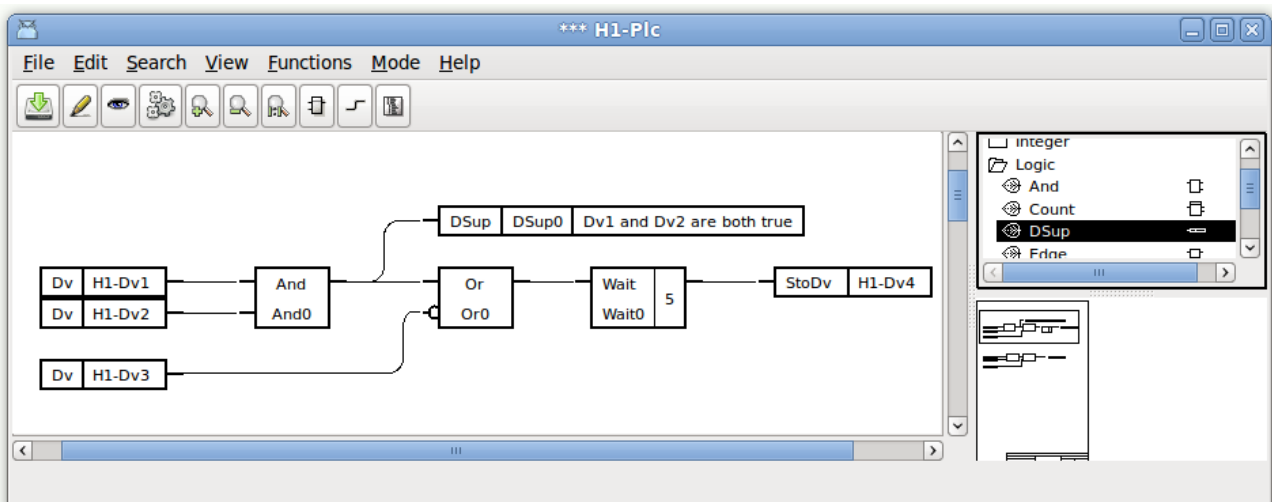 *** H1-Plc
File Edit Search View Functions Mode Help
Integer
Logic
And
Count
DSup
Edge
DSup DSup0 Dv1 and Dv2 are both true
Dv H1-Dv1 And Or Wait 5 StoDv H1-Dv4
Dv H1-Dv2 And0 Or0 Wait0
Dv H1-Dv3